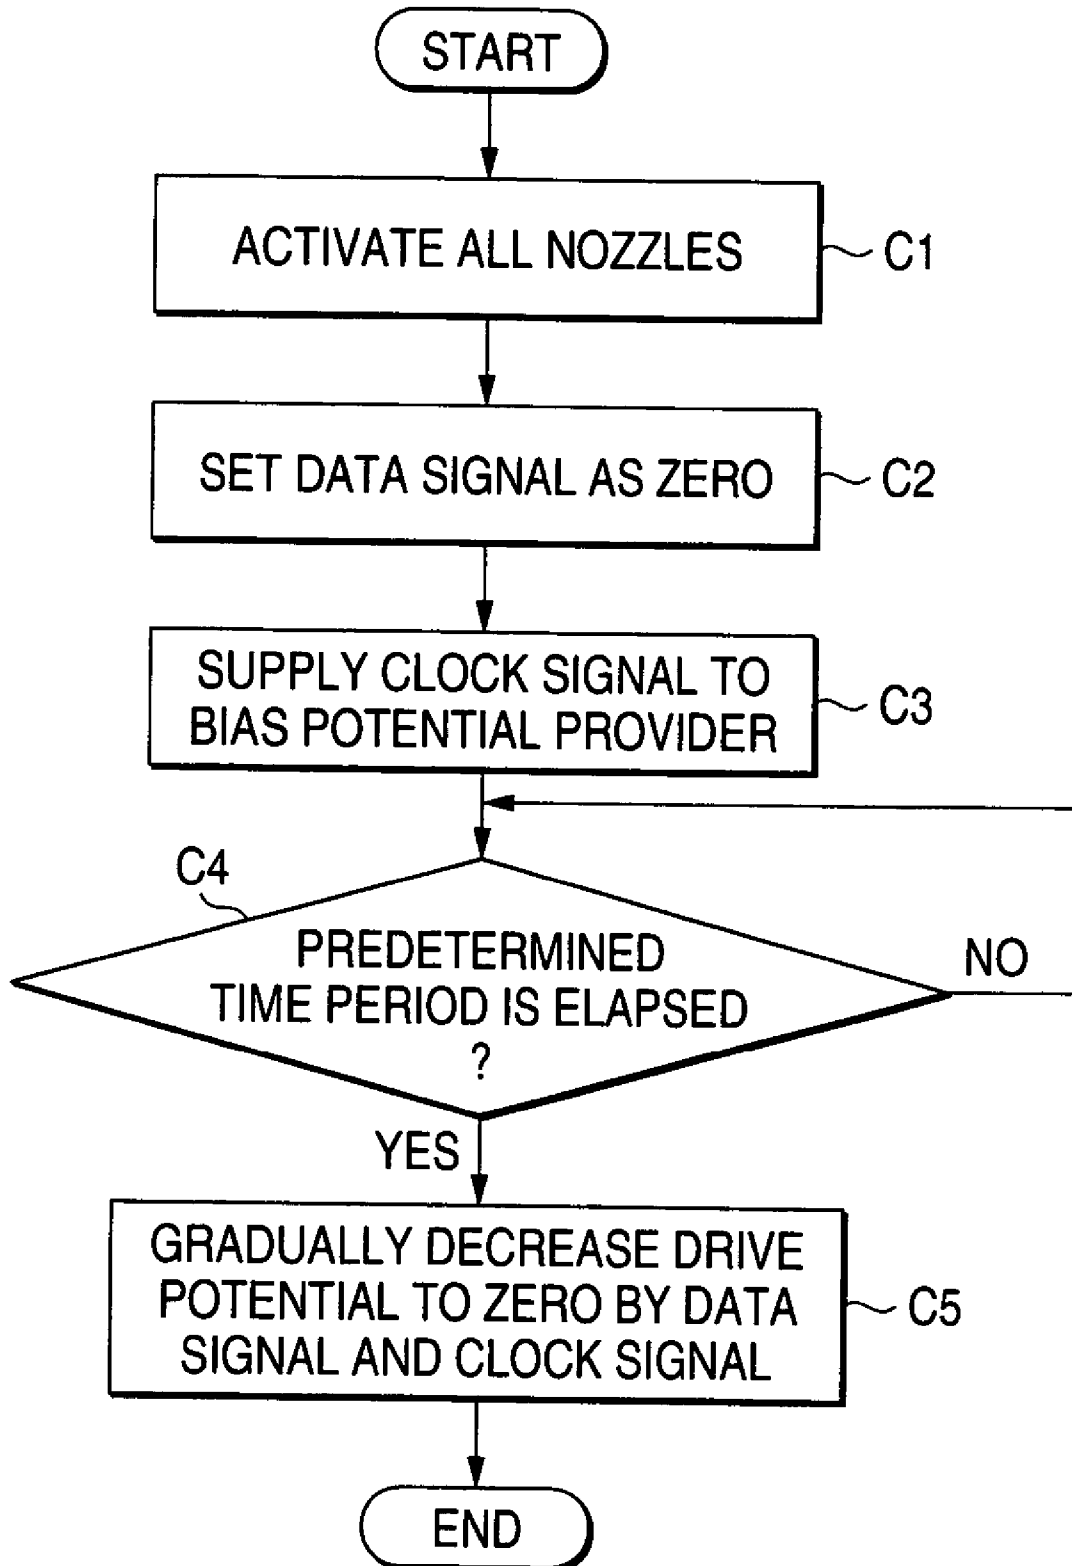 START
ACTIVATE ALL NOZZLES
C1
SET DATA SIGNAL AS ZERO
C2
SUPPLY CLOCK SIGNAL TO
BIAS POTENTIAL PROVIDER
C3
C4
PREDETERMINED
TIME PERIOD IS ELAPSED
?
NO
YES
GRADUALLY DECREASE DRIVE
POTENTIAL TO ZERO BY DATA
SIGNAL AND CLOCK SIGNAL
C5
END